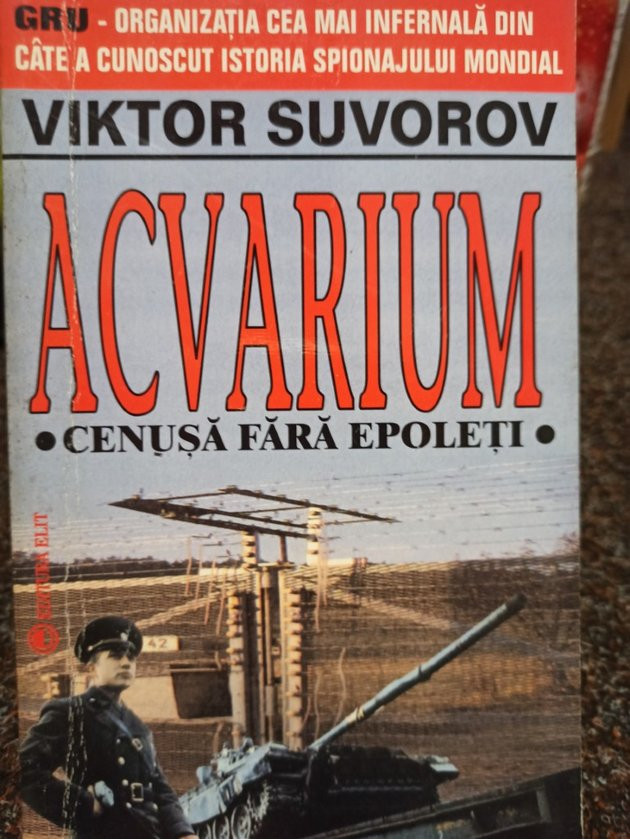 GRU - ORGANIZAȚIA CEA MAI INFERNALĂ DIN
CÂTE A CUNOSCUT ISTORIA SPIONAJULUI MONDIAL
VIKTOR SUVOROV
ACVARIUM
• CENUȘĂ FĂRĂ EPOLEȚI •
EDITURA ELIT
42